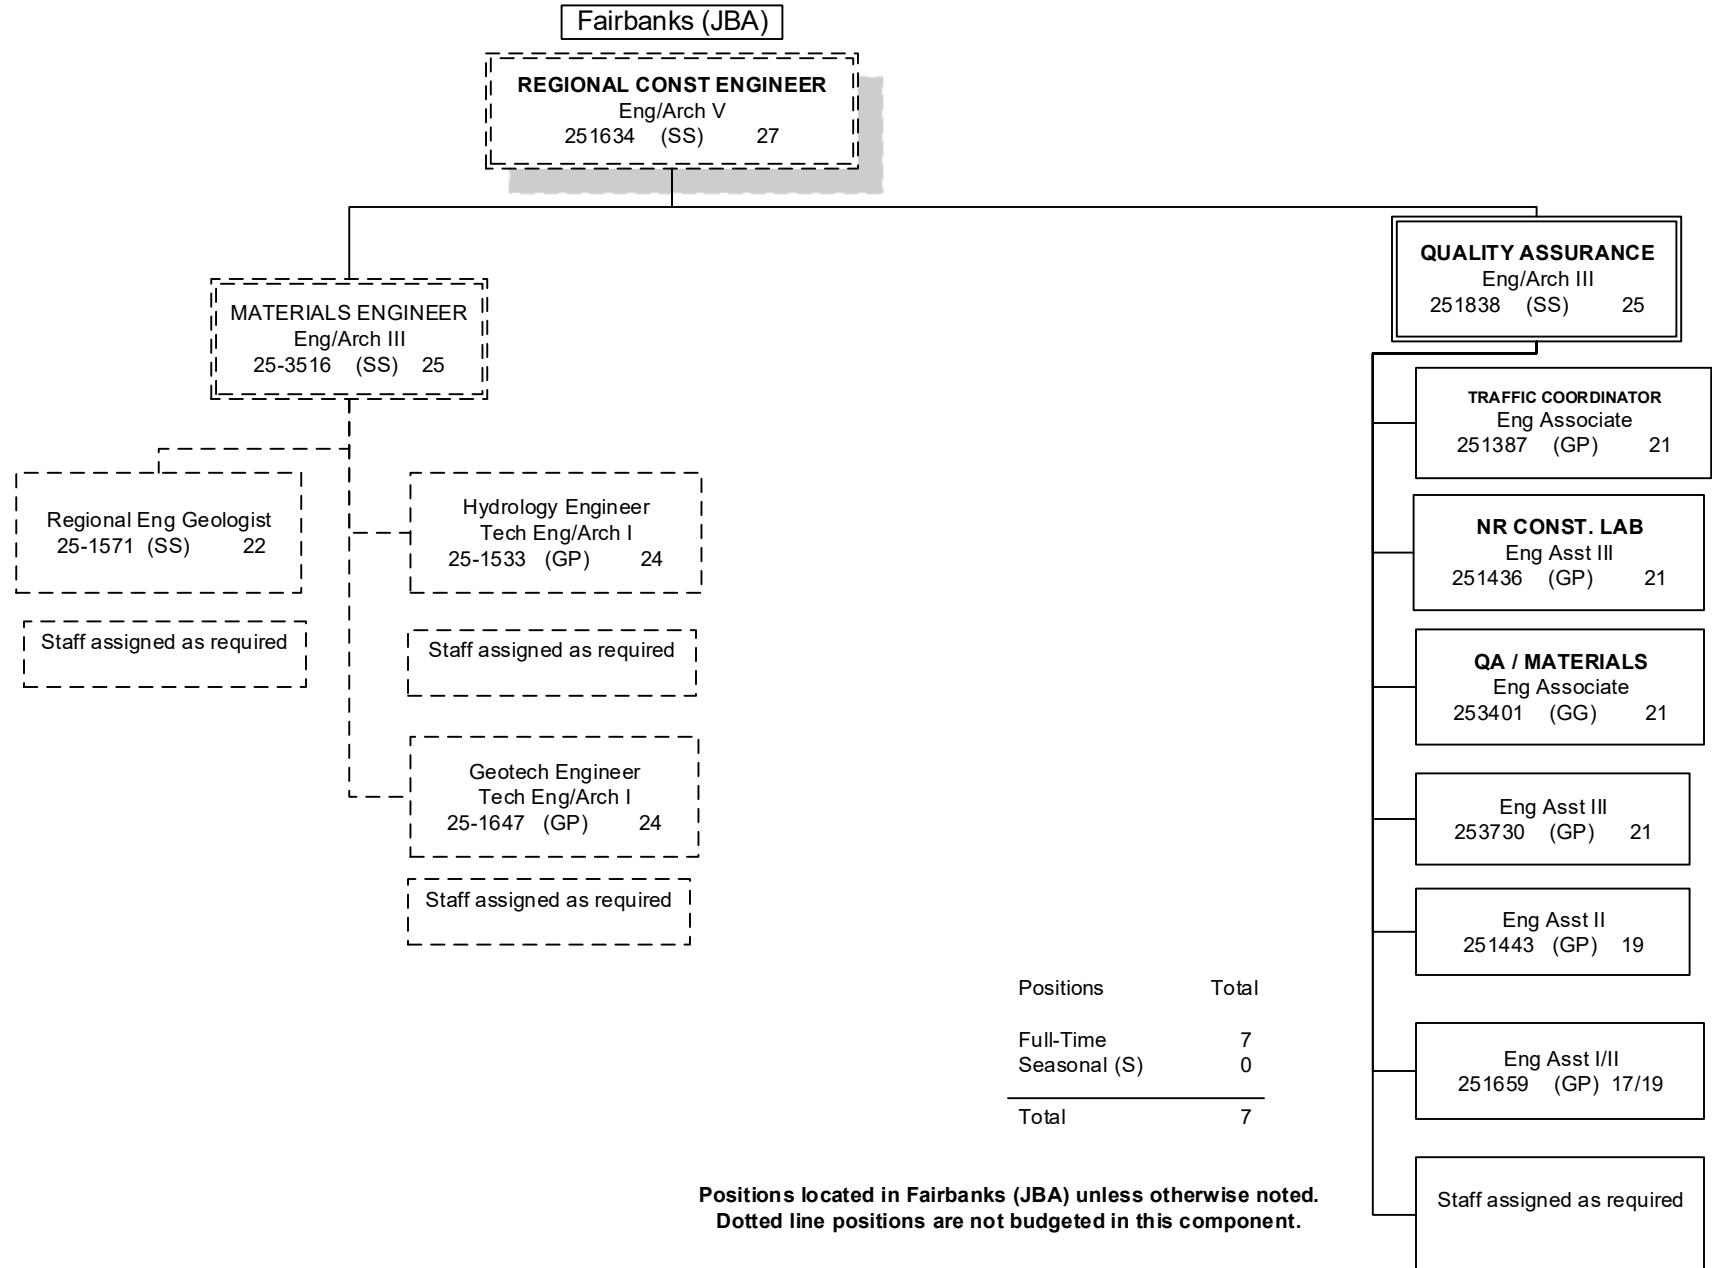 Fairbanks (JBA)
REGIONAL CONST ENGINEER
Eng/Arch V
251634 (SS) 27
MATERIALS ENGINEER
Eng/Arch III
25-3516 (SS) 25
Regional Eng Geologist
25-1571 (SS) 22
Staff assigned as required
Hydrology Engineer
Tech Eng/Arch I
25-1533 (GP) 24
Staff assigned as required
Geotech Engineer
Tech Eng/Arch I
25-1647 (GP) 24
Staff assigned as required
QUALITY ASSURANCE
Eng/Arch III
251838 (SS) 25
TRAFFIC COORDINATOR
Eng Associate
251387 (GP) 21
NR CONST. LAB
Eng Asst III
251436 (GP) 21
QA / MATERIALS
Eng Associate
253401 (GG) 21
Eng Asst III
253730 (GP) 21
Eng Asst II
251443 (GP) 19
Eng Asst I/II
251659 (GP) 17/19
Staff assigned as required
Positions Total
Full-Time 7
Seasonal (S) 0
Total 7
Positions located in Fairbanks (JBA) unless otherwise noted.
Dotted line positions are not budgeted in this component.